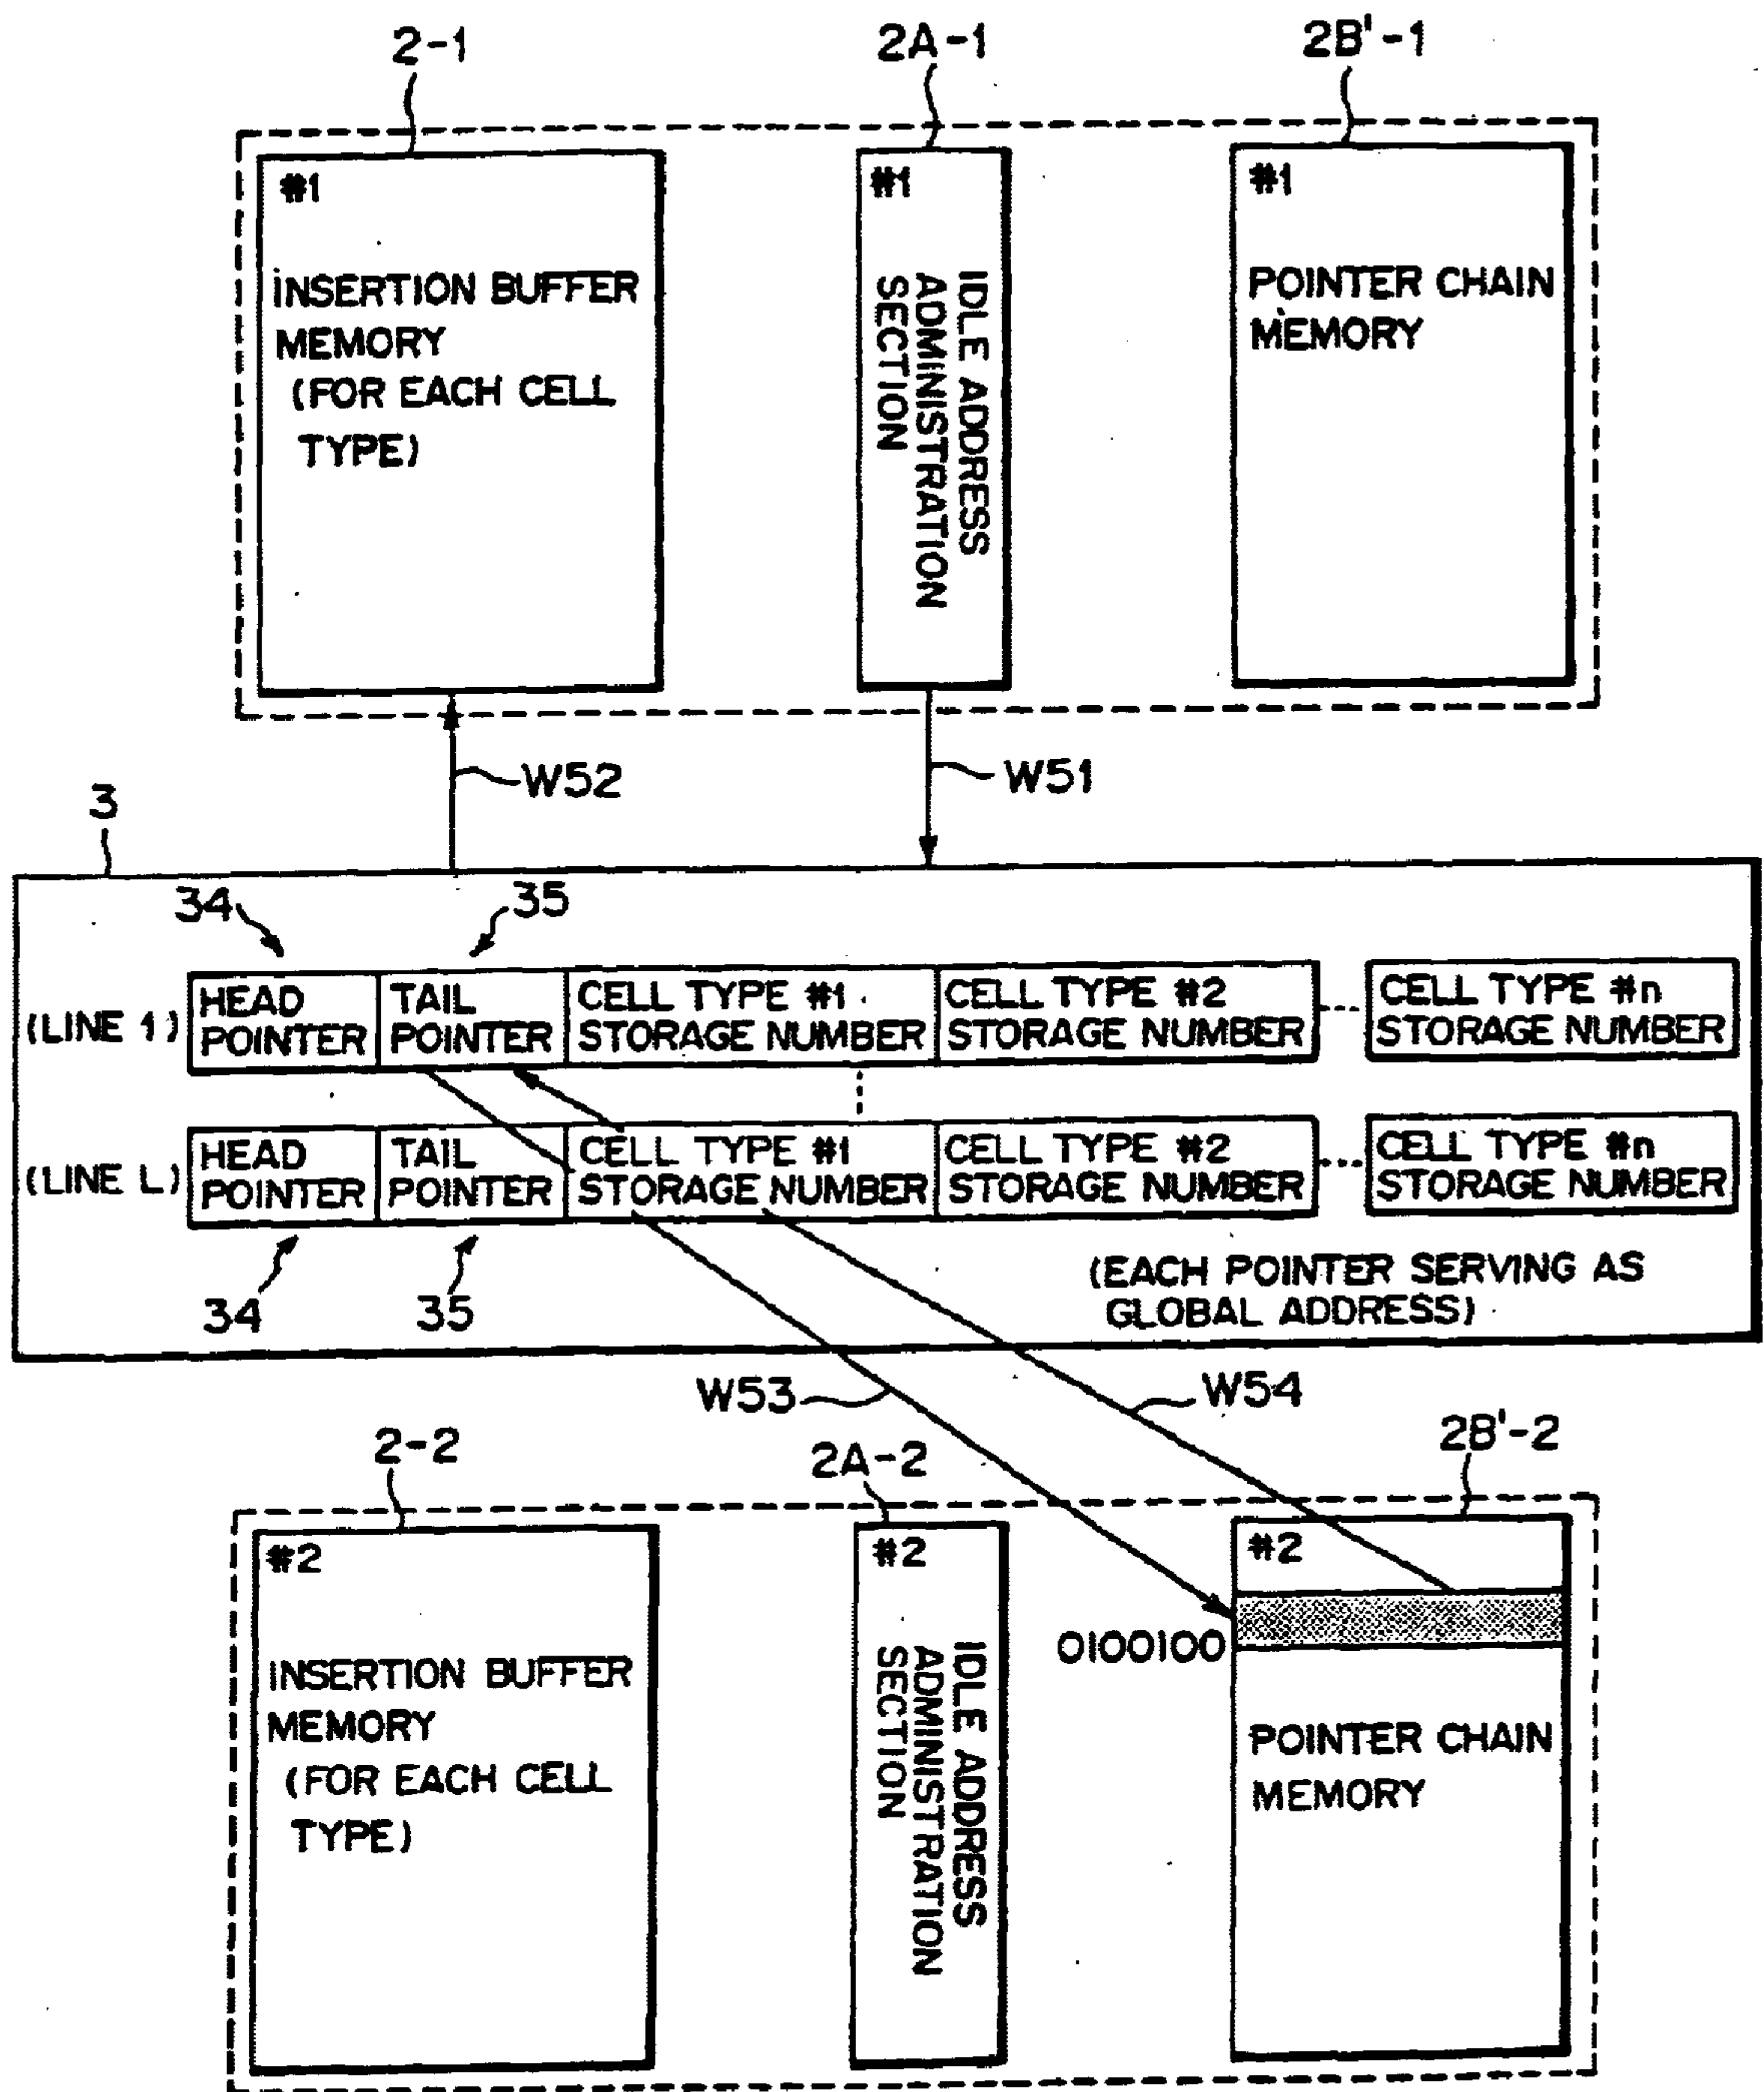 2-1
2A-1
2B'-1
#1
INSERTION BUFFER
MEMORY
(FOR EACH CELL
TYPE)
#1
IDLE ADDRESS
ADMINISTRATION
SECTION
#1
POINTER CHAIN
MEMORY
W52
W51
3
34
35
(LINE 1)
HEAD
POINTER
TAIL
POINTER
CELL TYPE #1
STORAGE NUMBER
CELL TYPE #2
STORAGE NUMBER
CELL TYPE #n
STORAGE NUMBER
(LINE L)
HEAD
POINTER
TAIL
POINTER
CELL TYPE #1
STORAGE NUMBER
CELL TYPE #2
STORAGE NUMBER
CELL TYPE #n
STORAGE NUMBER
34
35
(EACH POINTER SERVING AS
GLOBAL ADDRESS)
W53
W54
2-2
2A-2
2B'-2
#2
INSERTION BUFFER
MEMORY
(FOR EACH CELL
TYPE)
#2
IDLE ADDRESS
ADMINISTRATION
SECTION
#2
0100100
POINTER CHAIN
MEMORY